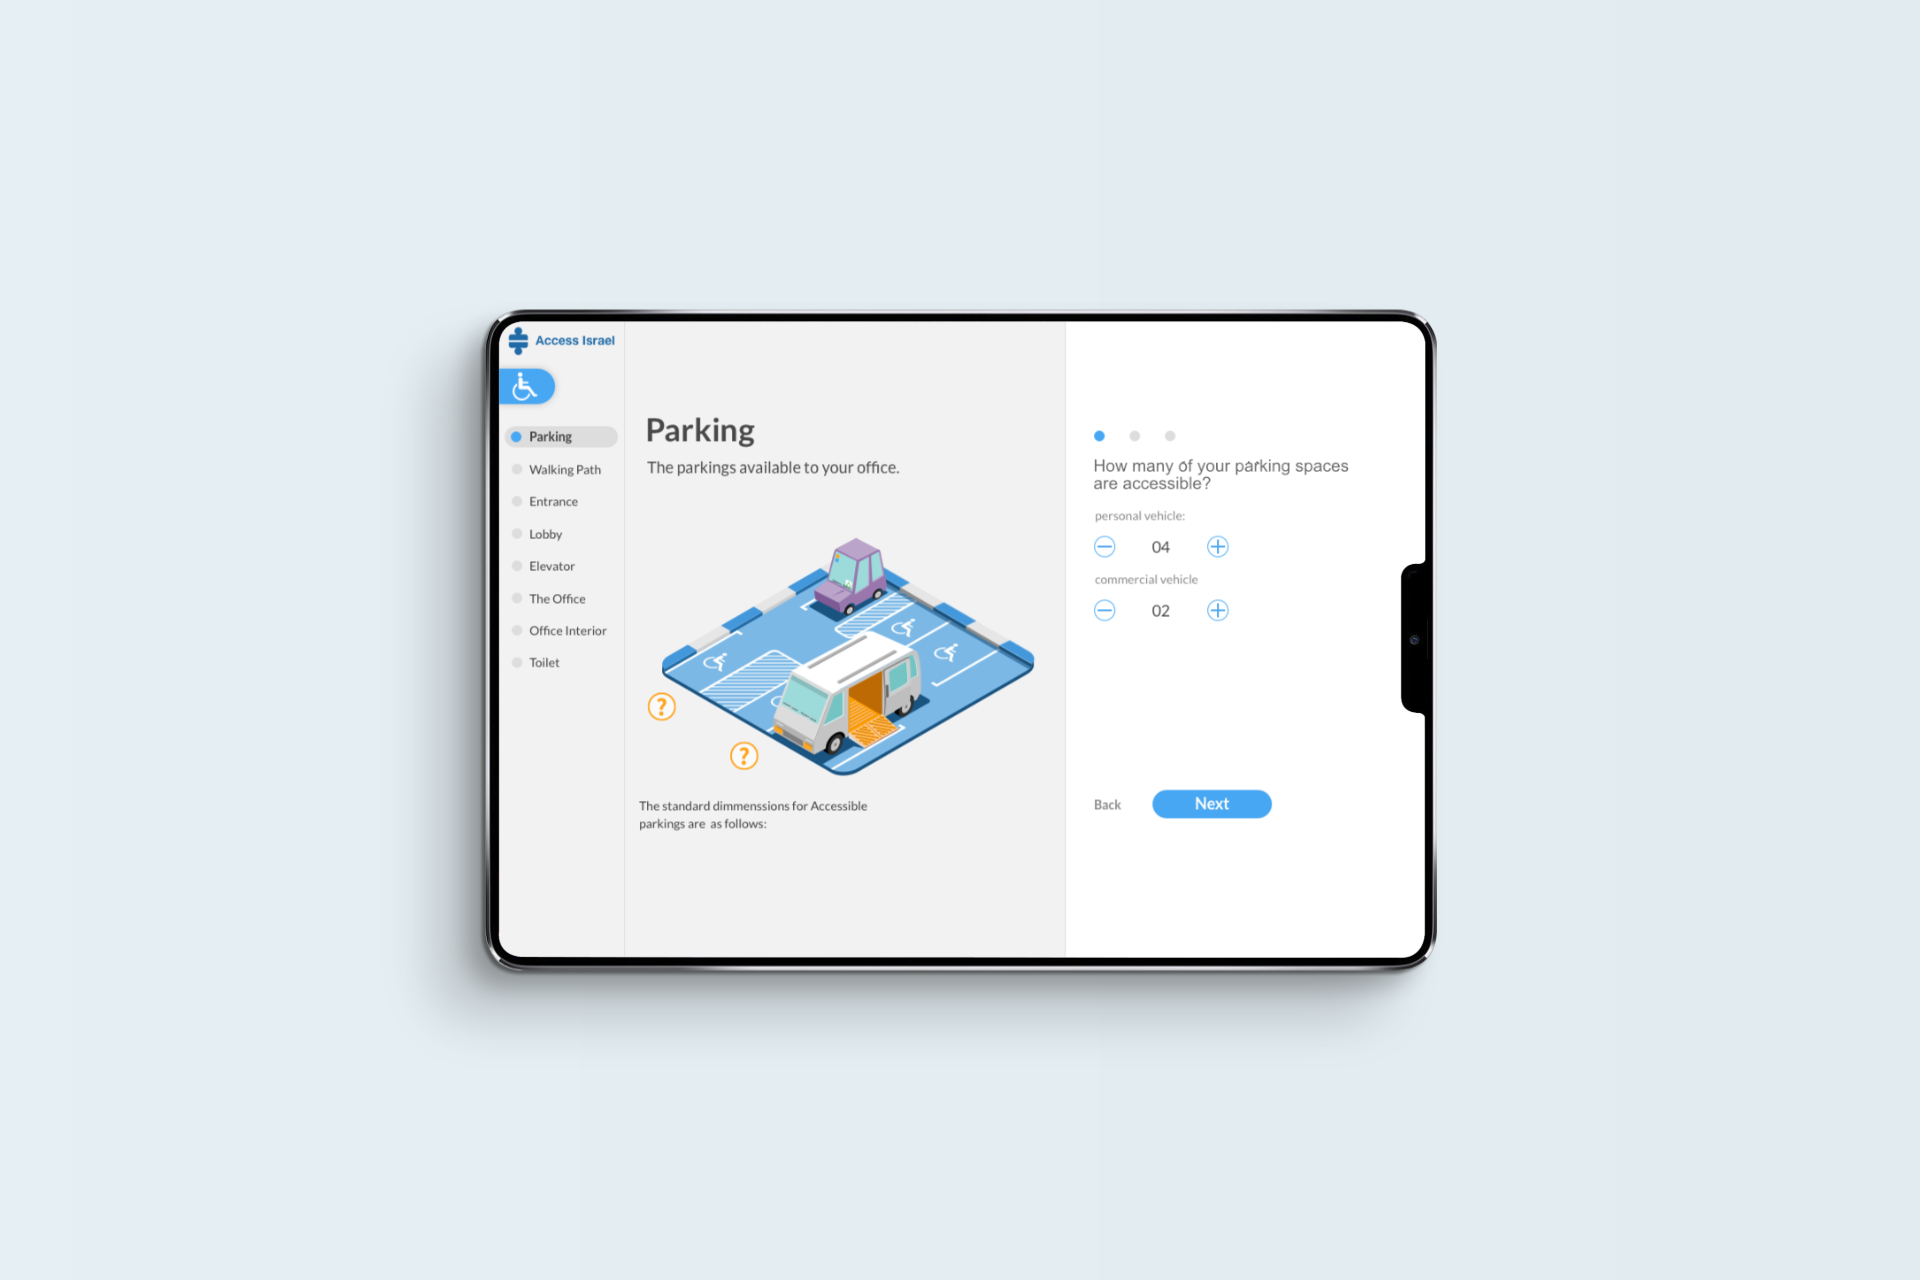 Access Israel
Parking
Walking Path
Entrance
Lobby
Elevator
The Office
Office Interior
Toilet
Parking
The parkings available to your office.
?
?
The standard dimmenssions for Accessible
parkings are as follows:
How many of your parking spaces
are accessible?
personal vehicle:
04
commercial vehicle
02
Back
Next